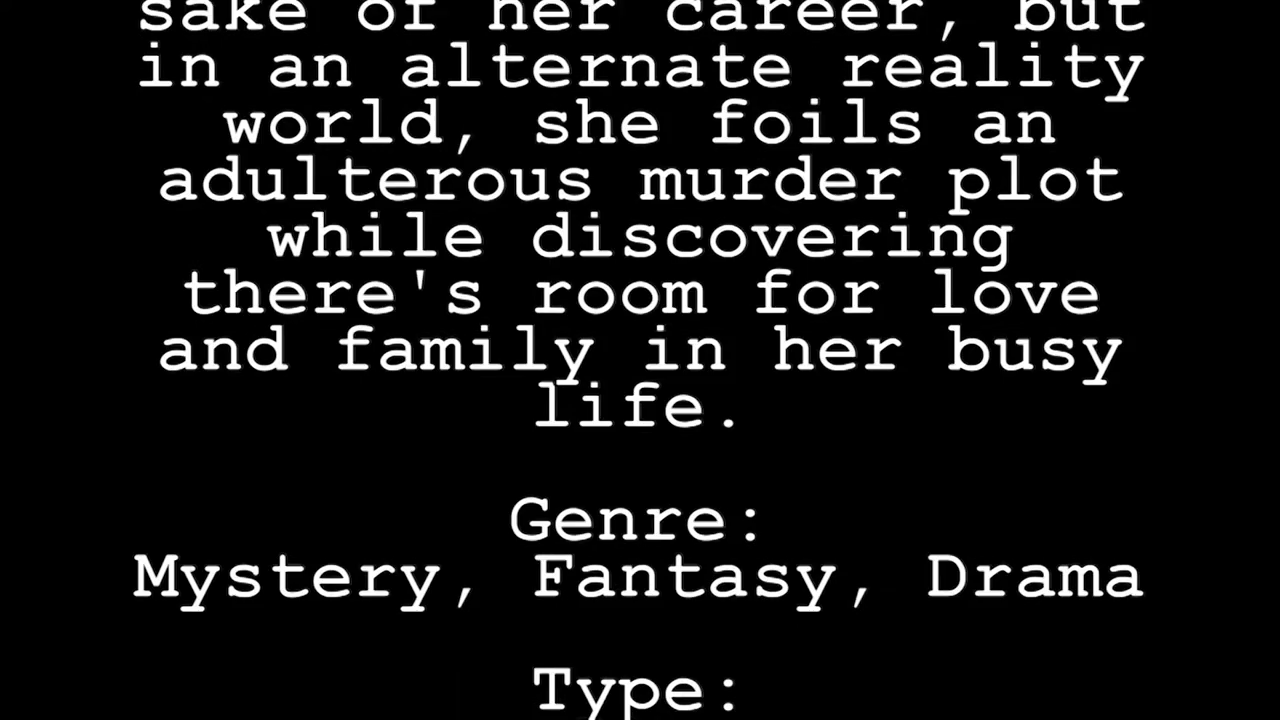 sake of her career, but
in an alternate reality
world, she foils an
adulterous murder plot
while discovering
there's room for love
and family in her busy
life.
Genre:
Mystery, Fantasy, Drama
Type: